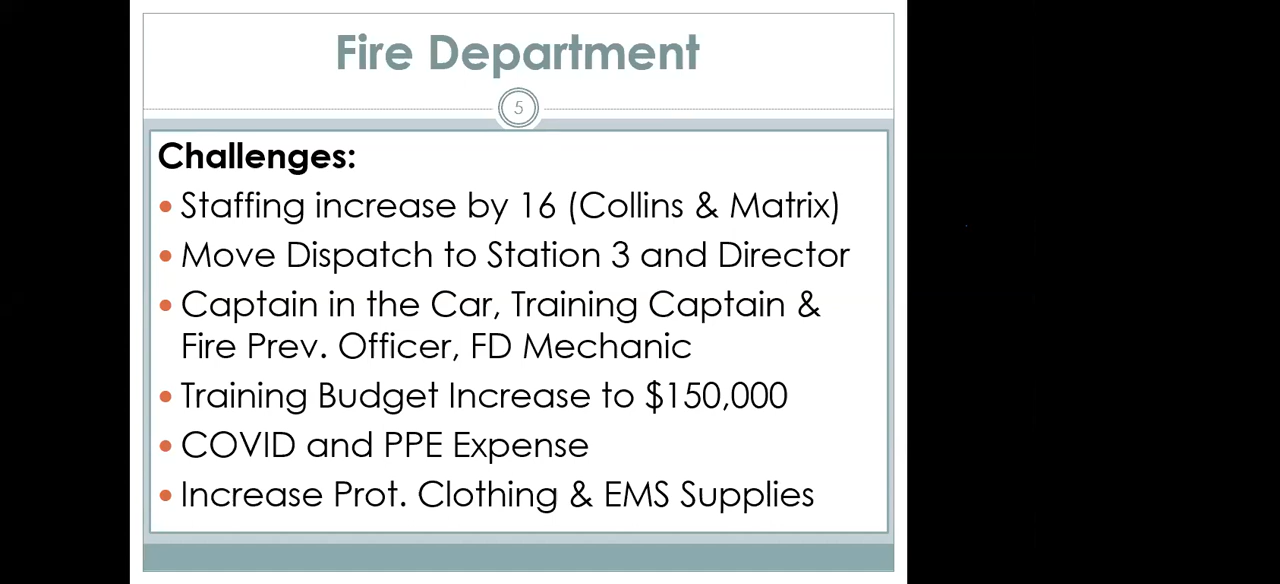 Fire Department
5
Challenges:
• Staffing increase by 16 (Collins & Matrix)
• Move Dispatch to Station 3 and Director
• Captain in the Car, Training Captain &
Fire Prev. Officer, FD Mechanic
• Training Budget Increase to $150,000
• COVID and PPE Expense
• Increase Prot. Clothing & EMS Supplies